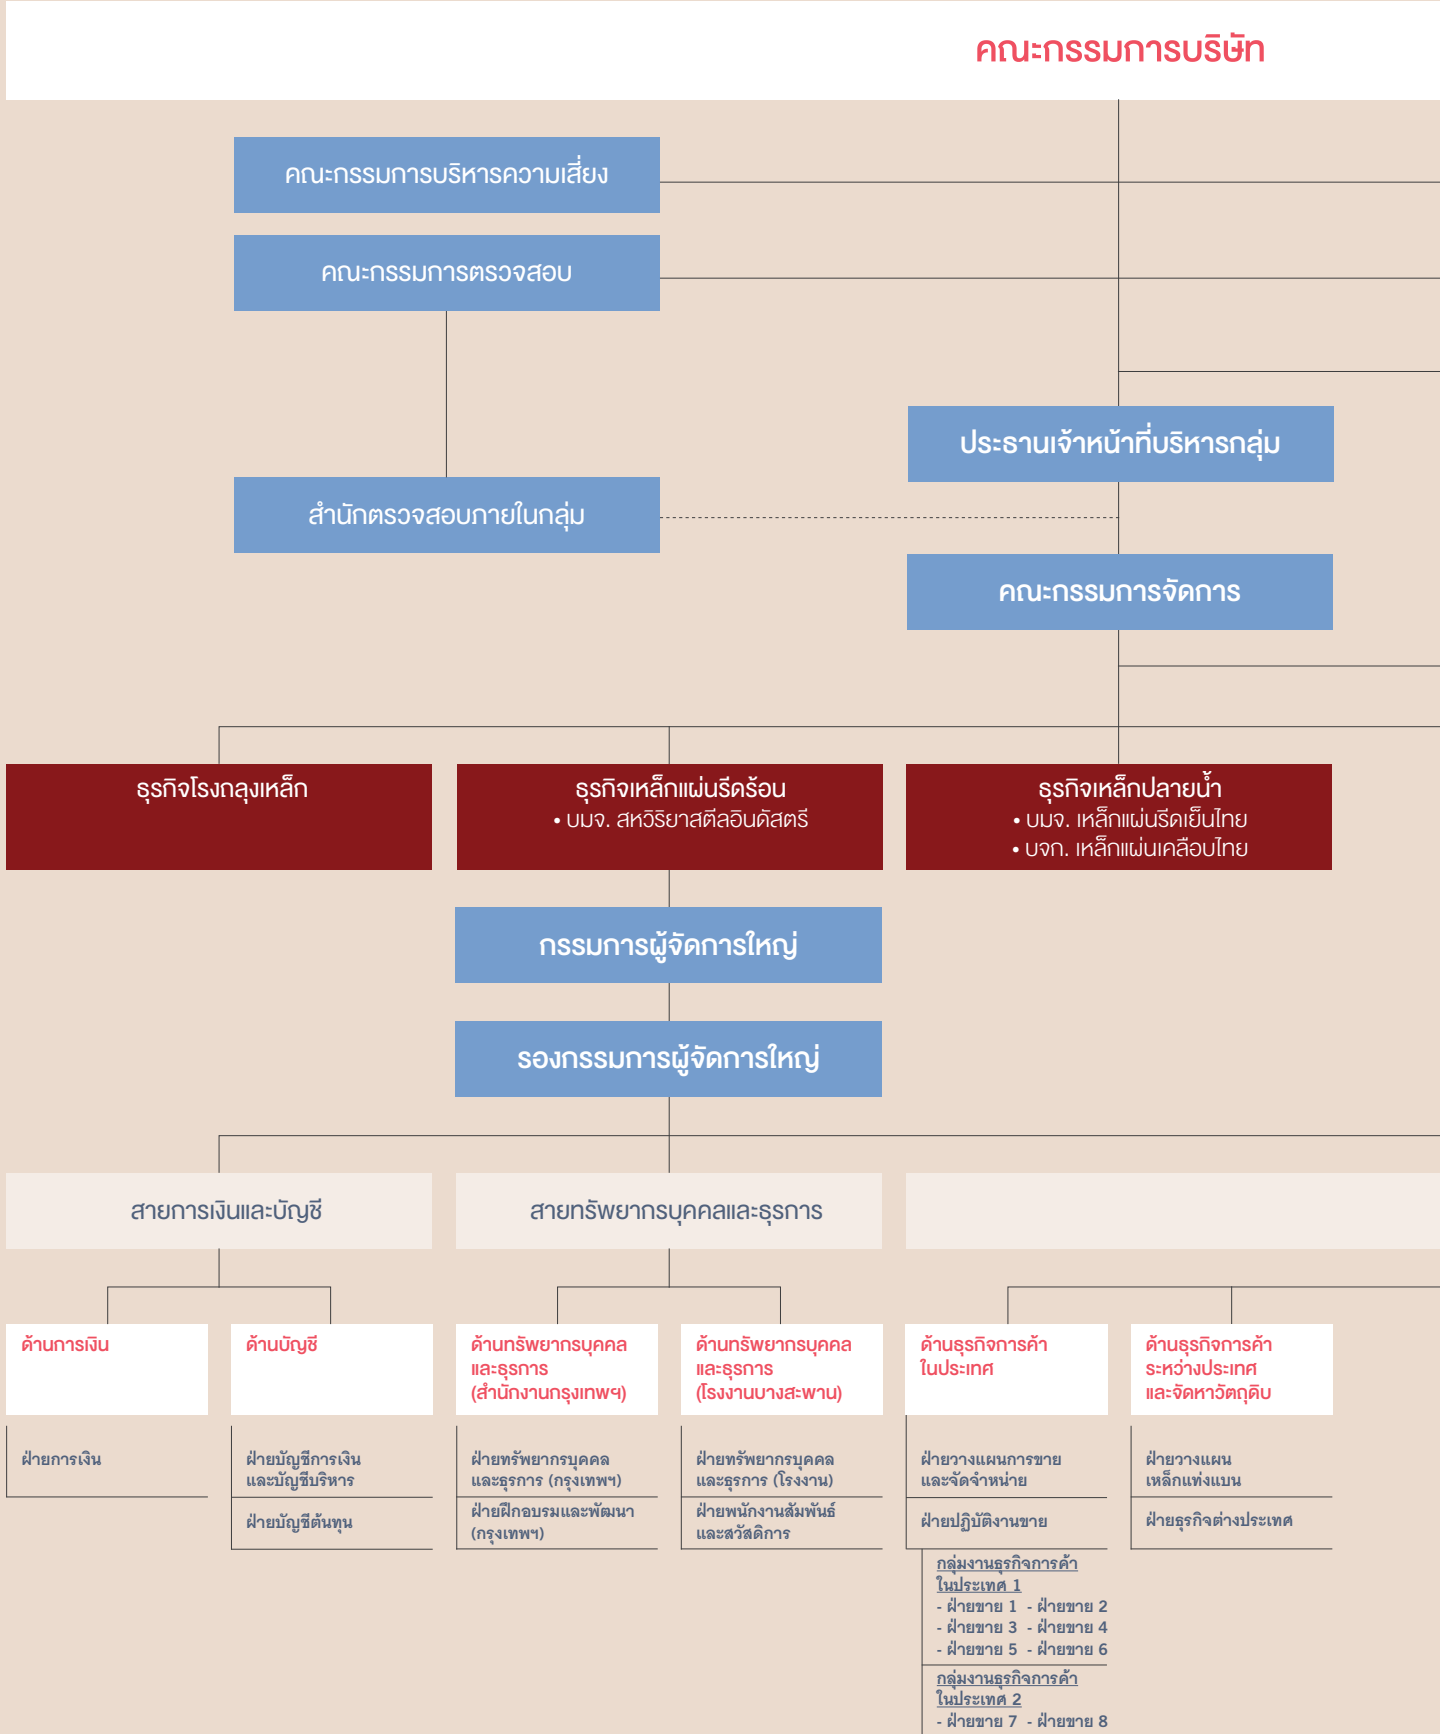 คณะกรรมการบริษัท
คณะกรรมการบริหารความเสี่ยง
คณะกรรมการตรวจสอบ
ประธานเจ้าหน้าที่บริหารกลุ่ม
สำนักตรวจสอบภายในกลุ่ม
คณะกรรมการจัดการ
ธุรกิจโรงถลุงเหล็ก
ธุรกิจเหล็กแผ่นรีดร้อน
• บมจ. สหวิริยาสตีลอินดัสตรี
ธุรกิจเหล็กปลายน้ำ
• บมจ. เหล็กแผ่นรีดเย็นไทย
• บจก. เหล็กแผ่นเคลือบไทย
กรรมการผู้จัดการใหญ่
รองกรรมการผู้จัดการใหญ่
สายการเงินและบัญชี
สายทรัพยากรบุคคลและธุรการ
ด้านการเงิน
ฝ่ายการเงิน
ด้านบัญชี
ฝ่ายบัญชีการเงิน
และบัญชีบริหาร
ฝ่ายบัญชีต้นทุน
ด้านทรัพยากรบุคคล
และธุรการ
(สำนักงานกรุงเทพฯ)
ฝ่ายทรัพยากรบุคคล
และธุรการ (กรุงเทพฯ)
ฝ่ายฝึกอบรมและพัฒนา
(กรุงเทพฯ)
ด้านทรัพยากรบุคคล
และธุรการ
(โรงงานบางสะพาน)
ฝ่ายทรัพยากรบุคคล
และธุรการ (โรงงาน)
ฝ่ายพนักงานสัมพันธ์
และสวัสดิการ
ด้านธุรกิจการค้า
ในประเทศ
ฝ่ายวางแผนการขาย
และจัดจำหน่าย
ฝ่ายปฏิบัติงานขาย
กลุ่มงานธุรกิจการค้า
ในประเทศ 1
- ฝ่ายขาย 1 - ฝ่ายขาย 2
- ฝ่ายขาย 3 - ฝ่ายขาย 4
- ฝ่ายขาย 5 - ฝ่ายขาย 6
กลุ่มงานธุรกิจการค้า
ในประเทศ 2
- ฝ่ายขาย 7 - ฝ่ายขาย 8
ด้านธุรกิจการค้า
ระหว่างประเทศ
และจัดหาวัตถุดิบ
ฝ่ายวางแผน
เหล็กแท่งแบน
ฝ่ายธุรกิจต่างประเทศ